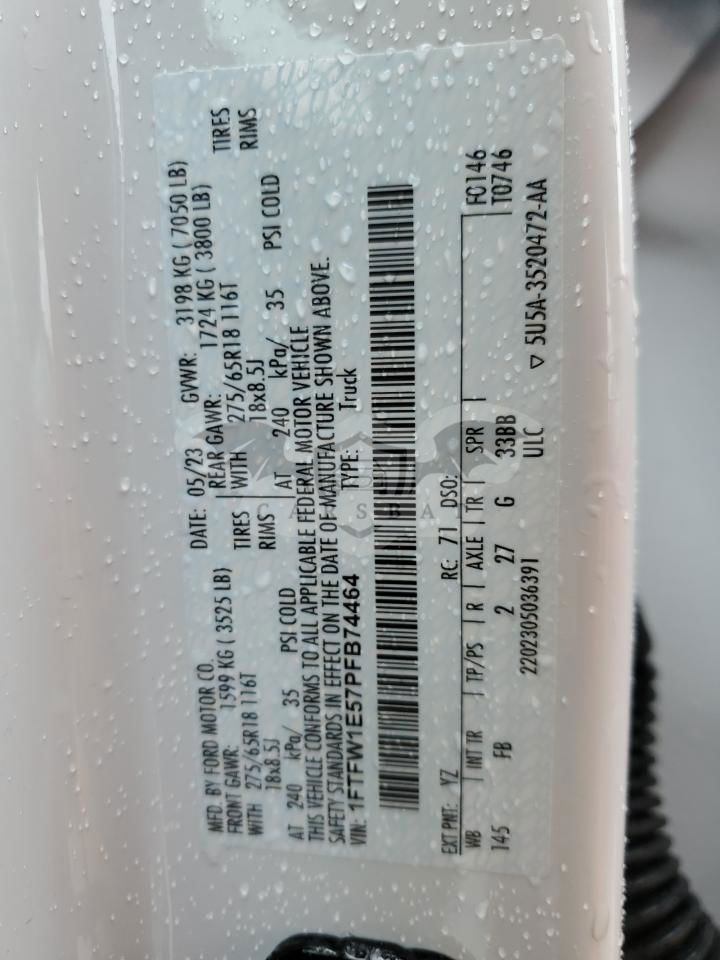 MFD. BY FORD MOTOR CO.
DATE: 05/23 GVWR: 3198 KG ( 7050 LB)
FRONT GAWR: 1599 KG ( 3525 LB) REAR GAWR: 1724 KG ( 3800 LB)
WITH 275/65R18 116T TIRES WITH 275/65R18 116T TIRES
18x8.5J RIMS 18x8.5J RIMS
AT 240 kPa/ 35 PSI COLD AT 240 kPa/ 35 PSI COLD
THIS VEHICLE CONFORMS TO ALL APPLICABLE FEDERAL MOTOR VEHICLE
SAFETY STANDARDS IN EFFECT ON THE DATE OF MANUFACTURE SHOWN ABOVE.
VIN: 1FTFW1E57PFB74464 TYPE: Truck
EXT PNT: YZ RC: 71 DSO: F0146
WB INT TR TP/PS R AXLE TR SPR T0746
145 FB 2 27 G 33BB
2202305036391 ULC ▽ 5U5A-3520472-AA
CARSBAT